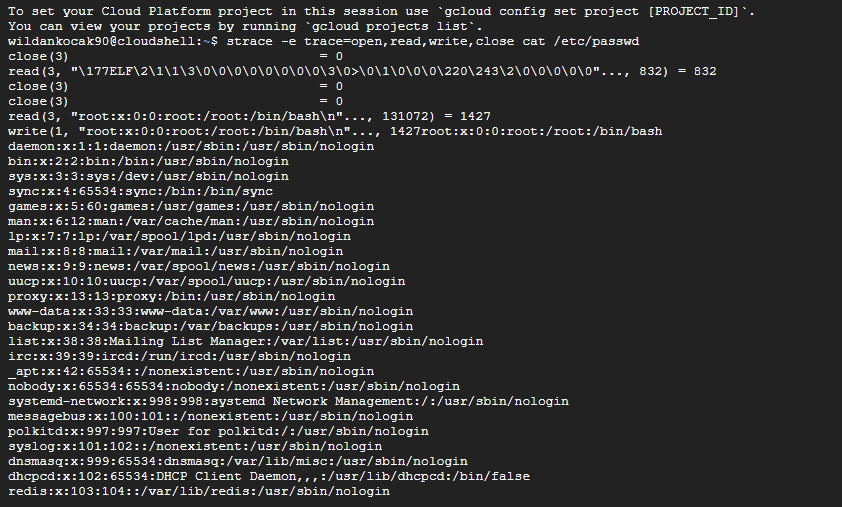 To set your Cloud Platform project in this session use `gcloud config set project [PROJECT_ID]`.
You can view your projects by running `gcloud projects list`.
wildankocak90@cloudshell:~$ strace -e trace=open,read,write,close cat /etc/passwd
close(3)                                = 0
read(3, "\177ELF\2\1\1\3\0\0\0\0\0\0\0\0\3\0>\0\1\0\0\0\220\243\2\0\0\0\0\0"..., 832) = 832
close(3)                                = 0
close(3)                                = 0
read(3, "root:x:0:0:root:/root:/bin/bash\n"..., 131072) = 1427
write(1, "root:x:0:0:root:/root:/bin/bash\n"..., 1427root:x:0:0:root:/root:/bin/bash
daemon:x:1:1:daemon:/usr/sbin:/usr/sbin/nologin
bin:x:2:2:bin:/bin:/usr/sbin/nologin
sys:x:3:3:sys:/dev:/usr/sbin/nologin
sync:x:4:65534:sync:/bin:/bin/sync
games:x:5:60:games:/usr/games:/usr/sbin/nologin
man:x:6:12:man:/var/cache/man:/usr/sbin/nologin
lp:x:7:7:lp:/var/spool/lpd:/usr/sbin/nologin
mail:x:8:8:mail:/var/mail:/usr/sbin/nologin
news:x:9:9:news:/var/spool/news:/usr/sbin/nologin
uucp:x:10:10:uucp:/var/spool/uucp:/usr/sbin/nologin
proxy:x:13:13:proxy:/bin:/usr/sbin/nologin
www-data:x:33:33:www-data:/var/www:/usr/sbin/nologin
backup:x:34:34:backup:/var/backups:/usr/sbin/nologin
list:x:38:38:Mailing List Manager:/var/list:/usr/sbin/nologin
irc:x:39:39:ircd:/run/ircd:/usr/sbin/nologin
_apt:x:42:65534::/nonexistent:/usr/sbin/nologin
nobody:x:65534:65534:nobody:/nonexistent:/usr/sbin/nologin
systemd-network:x:998:998:systemd Network Management:/:/usr/sbin/nologin
messagebus:x:100:101::/nonexistent:/usr/sbin/nologin
polkitd:x:997:997:User for polkitd:/:/usr/sbin/nologin
syslog:x:101:102::/nonexistent:/usr/sbin/nologin
dnsmasq:x:999:65534:dnsmasq:/var/lib/misc:/usr/sbin/nologin
dhcpcd:x:102:65534:DHCP Client Daemon,,,:/usr/lib/dhcpcd:/bin/false
redis:x:103:104::/var/lib/redis:/usr/sbin/nologin